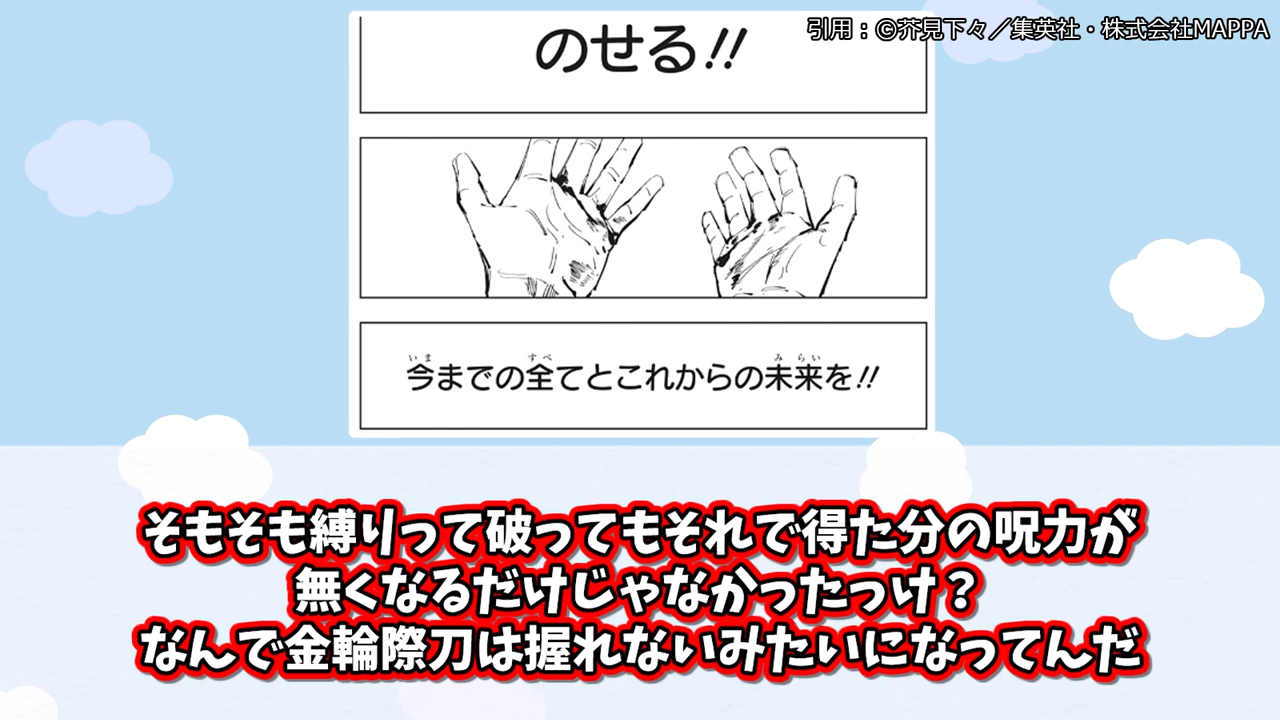 引用：©芥見下々／集英社・株式会社MAPPA
のせる!!
今までの全てとこれからの未来を!!
そもそも縛りって破ってもそれで得た分の呪力が
無くなるだけじゃなかったっけ？
なんで金輪際刀は握れないみたいになってんだ